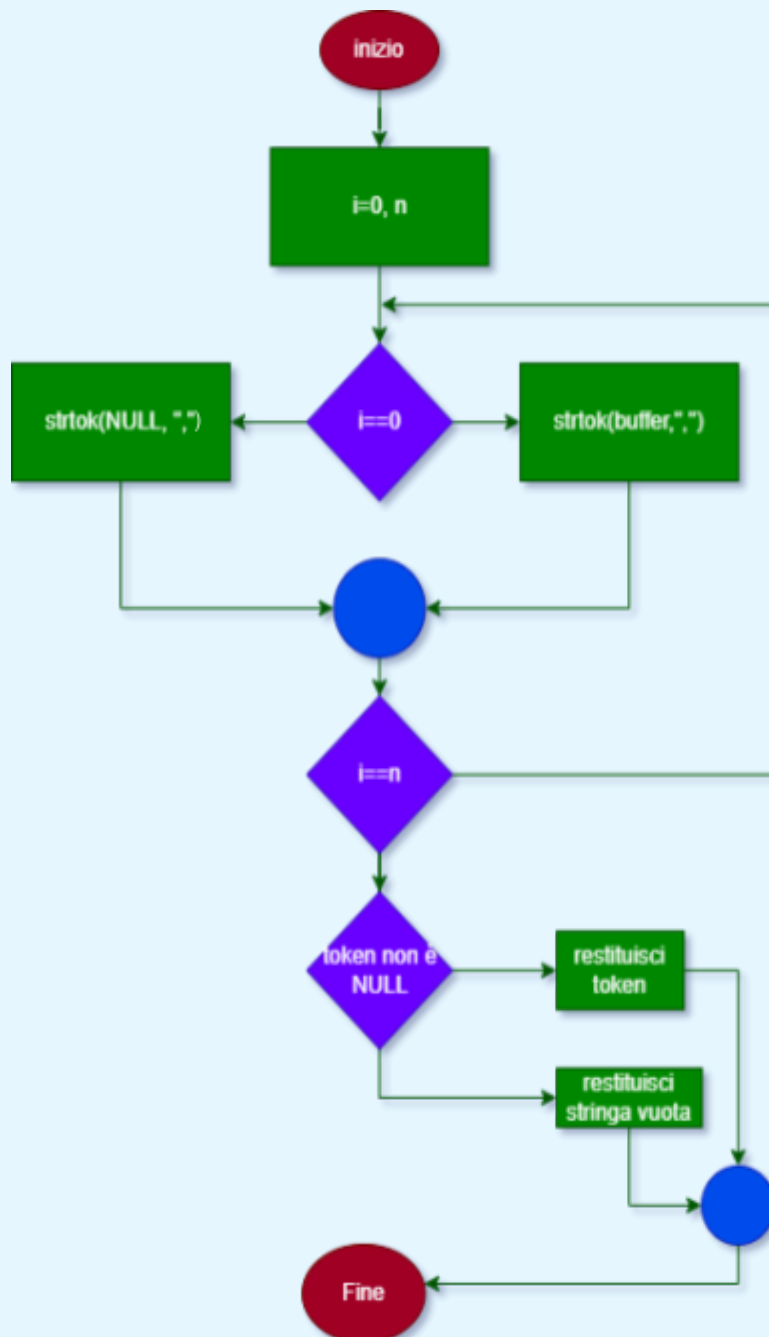 inizio
i=0, n
strtok(NULL, ",")
i==0
strtok(buffer,",")
i==n
token non è
NULL
restituisci
token
restituisci
stringa vuota
Fine